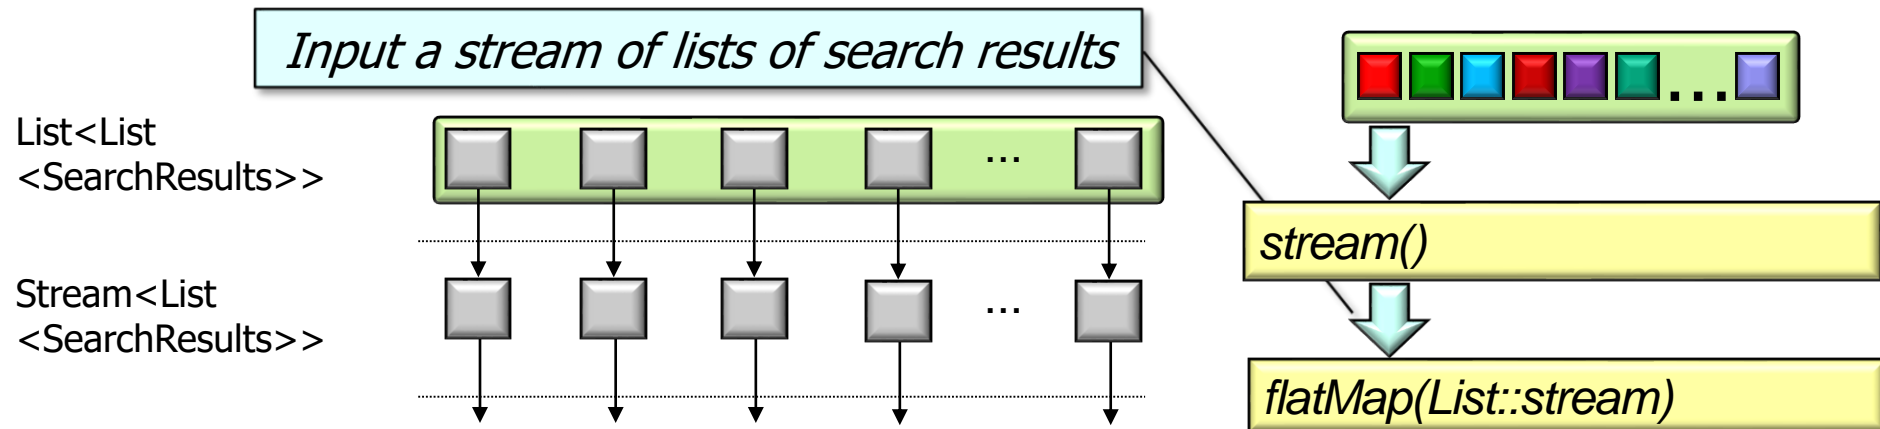 Input a stream of lists of search results
List<List
<SearchResults>>
...
...
Stream<List
<SearchResults>>
...
stream()
flatMap(List::stream)